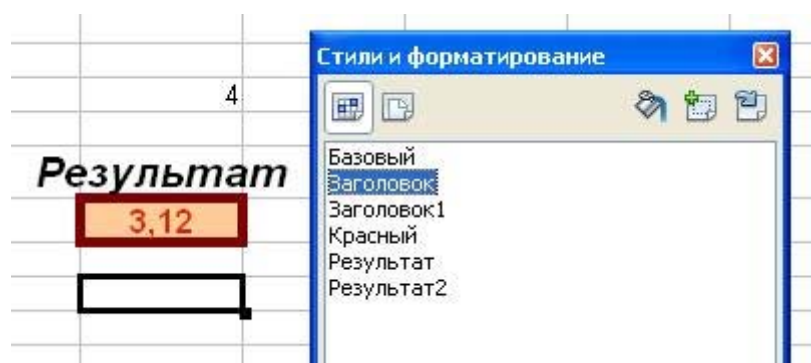 Стили и форматирование
4
Базовый
Заголовок
Результат
Заголовок1
3,12
Красный
Результат
Результат2